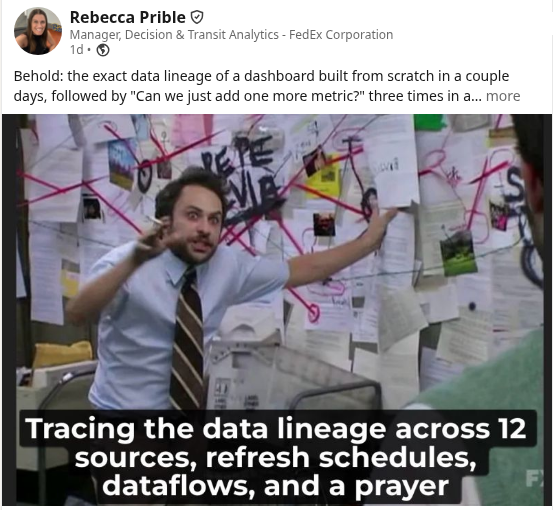 Rebecca Prible
Manager, Decision & Transit Analytics - FedEx Corporation
1d •
Behold: the exact data lineage of a dashboard built from scratch in a couple
days, followed by "Can we just add one more metric?" three times in a... more
PEPE
SILVIA
Tracing the data lineage across 12
sources, refresh schedules,
dataflows, and a prayer
FX